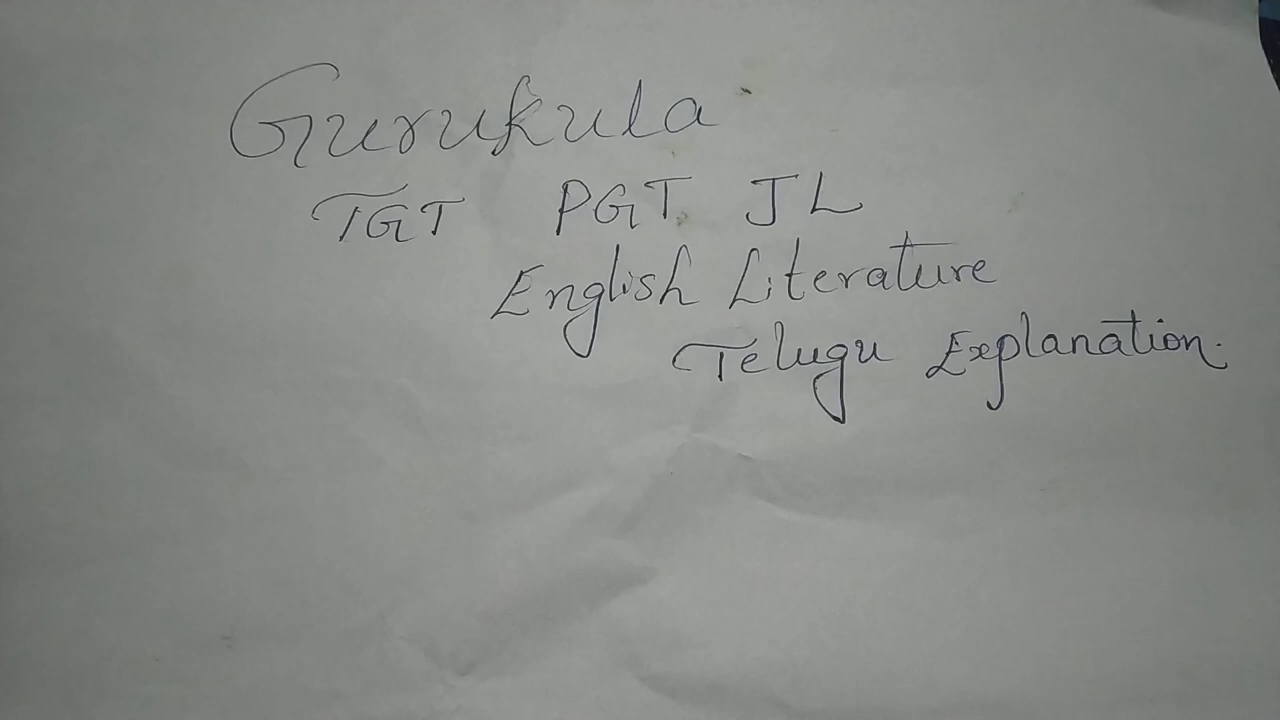 Gurukula
TGT PGT JL
English Literature
Telugu Explanation.